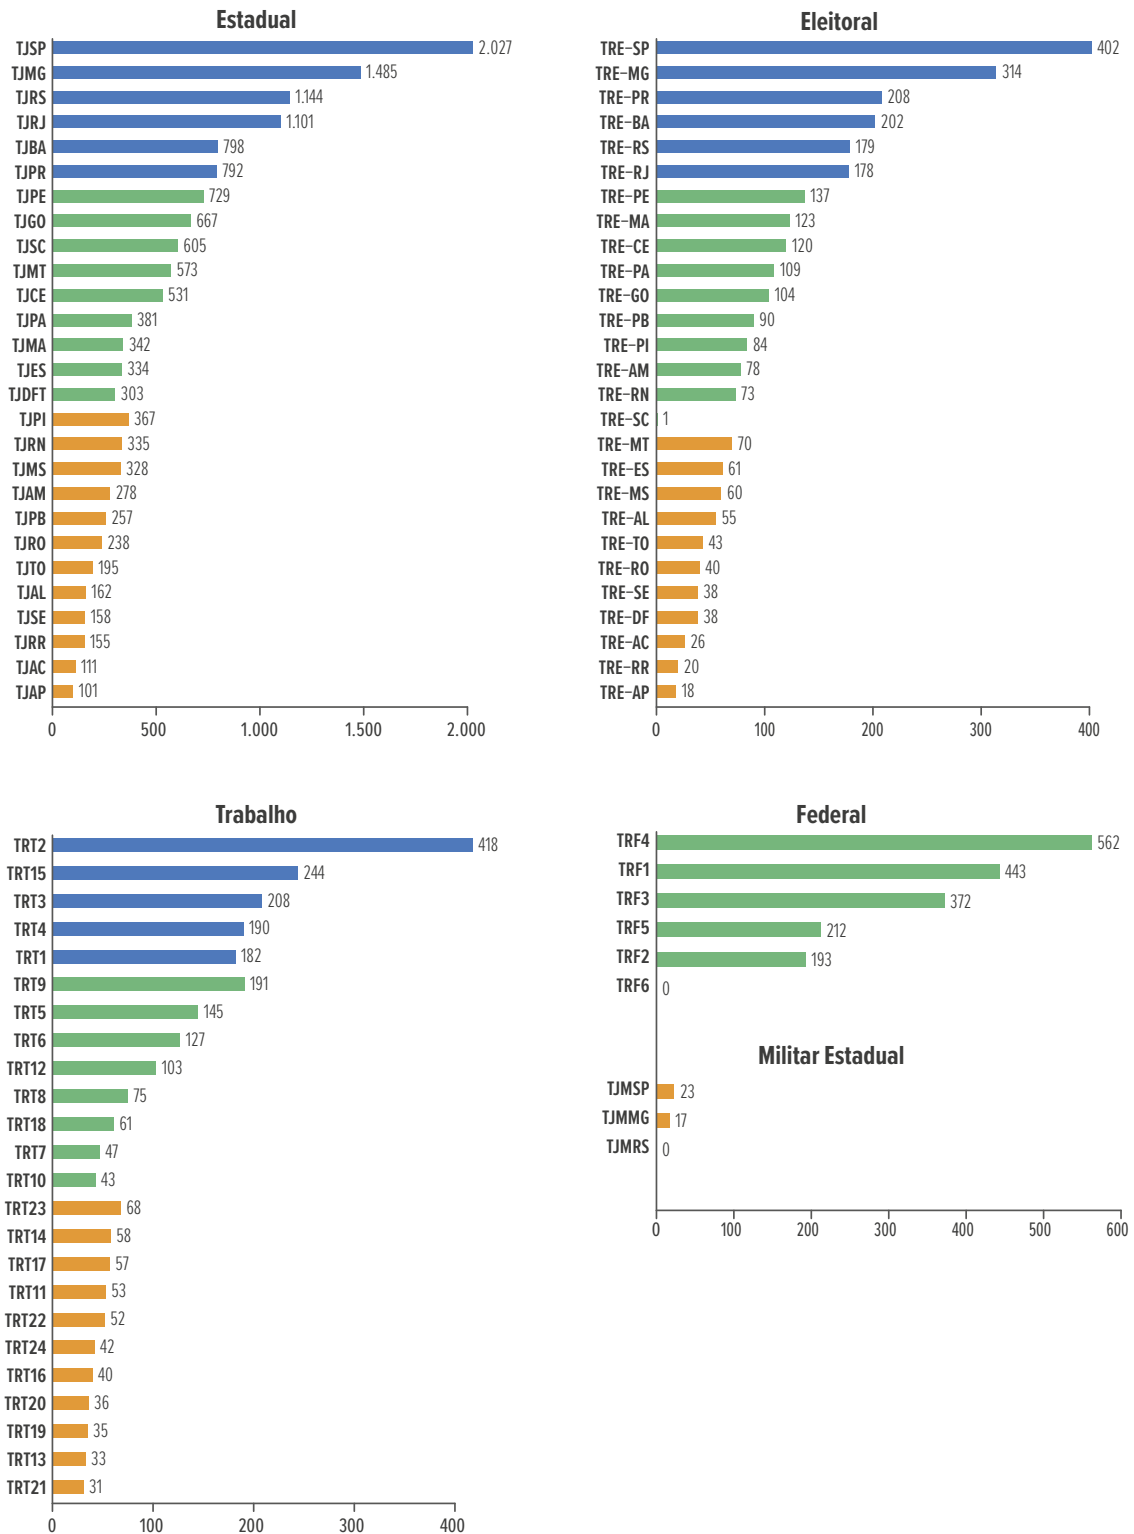 Estadual
TJSP 2.027
TJMG 1.485
TJRS 1.144
TJRJ 1.101
TJBA 798
TJPR 792
TJPE 729
TJGO 667
TJSC 605
TJMT 573
TJCE 531
TJPA 381
TJMA 342
TJES 334
TJDFT 303
TJPI 367
TJRN 335
TJMS 328
TJAM 278
TJPB 257
TJRO 238
TJTO 195
TJAL 162
TJSE 158
TJRR 155
TJAC 111
TJAP 101
0 500 1.000 1.500 2.000
Eleitoral
TRE-SP 402
TRE-MG 314
TRE-PR 208
TRE-BA 202
TRE-RS 179
TRE-RJ 178
TRE-PE 137
TRE-MA 123
TRE-CE 120
TRE-PA 109
TRE-GO 104
TRE-PB 90
TRE-PI 84
TRE-AM 78
TRE-RN 73
TRE-SC 1
TRE-MT 70
TRE-ES 61
TRE-MS 60
TRE-AL 55
TRE-TO 43
TRE-RO 40
TRE-SE 38
TRE-DF 38
TRE-AC 26
TRE-RR 20
TRE-AP 18
0 100 200 300 400
Trabalho
TRT2 418
TRT15 244
TRT3 208
TRT4 190
TRT1 182
TRT9 191
TRT5 145
TRT6 127
TRT12 103
TRT8 75
TRT18 61
TRT7 47
TRT10 43
TRT23 68
TRT14 58
TRT17 57
TRT11 53
TRT22 52
TRT24 42
TRT16 40
TRT20 36
TRT19 35
TRT13 33
TRT21 31
0 100 200 300 400
Federal
TRF4 562
TRF1 443
TRF3 372
TRF5 212
TRF2 193
TRF6 0
Militar Estadual
TJMSP 23
TJMMG 17
TJMRS 0
0 100 200 300 400 500 600